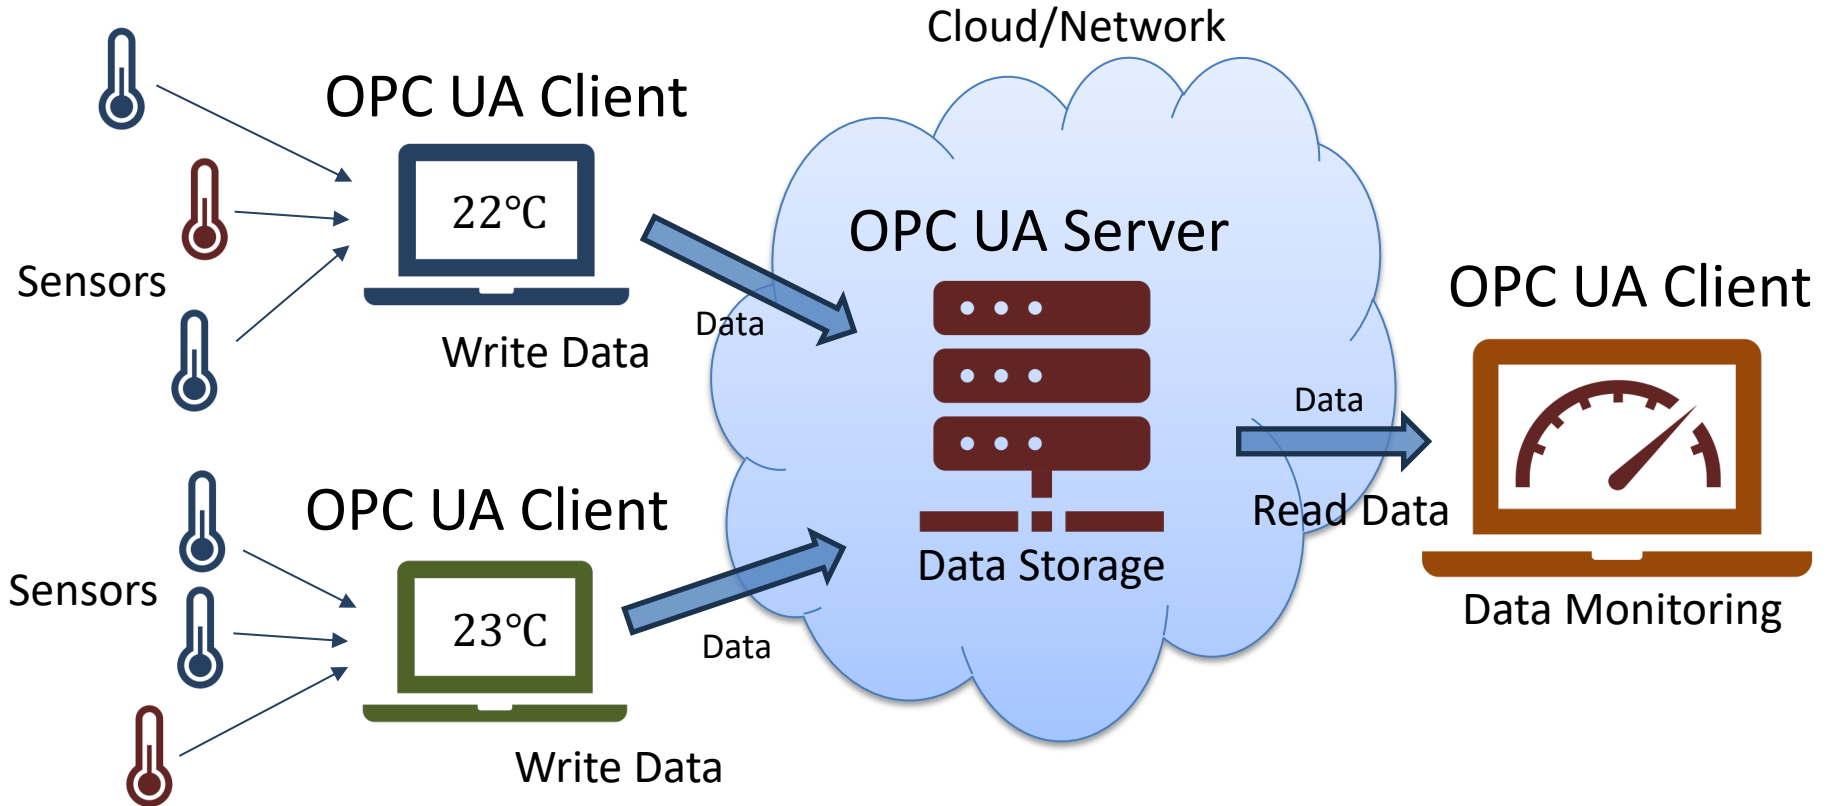 Cloud/Network
OPC UA Client
22°C
Sensors
Write Data
Data
OPC UA Server
Data Storage
OPC UA Client
Data
Read Data
Data Monitoring
OPC UA Client
Sensors
23°C
Data
Write Data